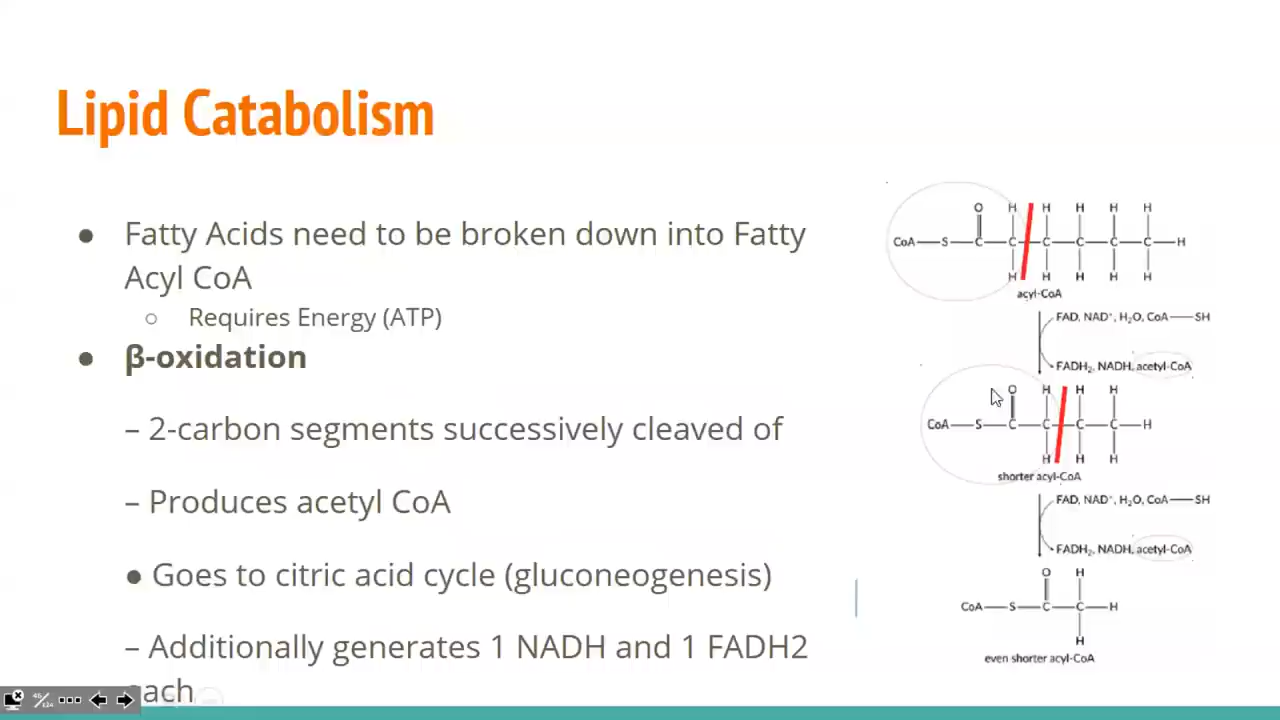 Lipid Catabolism
● Fatty Acids need to be broken down into Fatty
Acyl CoA
○ Requires Energy (ATP)
● β-oxidation
– 2-carbon segments successively cleaved of
– Produces acetyl CoA
● Goes to citric acid cycle (gluconeogenesis)
– Additionally generates 1 NADH and 1 FADH2
each
O H H H H H
CoA—S—C—C—C—C—C—C—H
H H H H H
acyl-CoA
FAD, NAD⁺, H₂O, CoA—SH
FADH₂, NADH, acetyl-CoA
O H H H
CoA—S—C—C—C—C—H
H H H
shorter acyl-CoA
FAD, NAD⁺, H₂O, CoA—SH
FADH₂, NADH, acetyl-CoA
O H
CoA—S—C—C—H
H
even shorter acyl-CoA